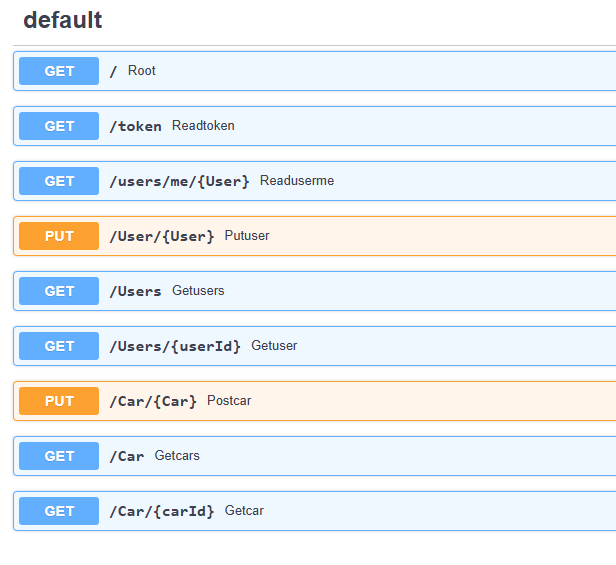 default
GET / Root
GET /token Readtoken
GET /users/me/{User} Readuserme
PUT /User/{User} Putuser
GET /Users Getusers
GET /Users/{userId} Getuser
PUT /Car/{Car} Postcar
GET /Car Getcars
GET /Car/{carId} Getcar